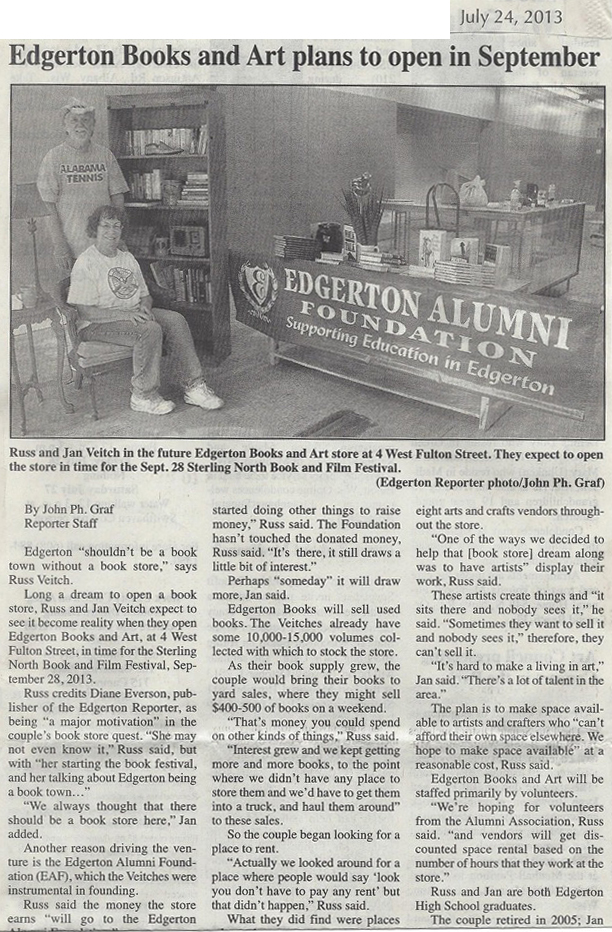 July 24, 2013
Edgerton Books and Art plans to open in September
ALABAMA
TENNIS
EDGERTON ALUMNI
FOUNDATION
Supporting Education in Edgerton
Russ and Jan Veitch in the future Edgerton Books and Art store at 4 West Fulton Street. They expect to open
the store in time for the Sept. 28 Sterling North Book and Film Festival.
(Edgerton Reporter photo/John Ph. Graf)
By John Ph. Graf
Reporter Staff
Edgerton “shouldn’t be a book
town without a book store,” says
Russ Veitch.
Long a dream to open a book
store, Russ and Jan Veitch expect to
see it become reality when they open
Edgerton Books and Art, at 4 West
Fulton Street, in time for the Sterling
North Book and Film Festival, Sep-
tember 28, 2013.
Russ credits Diane Everson, pub-
lisher of the Edgerton Reporter, as
being “a major motivation” in the
couple’s book store quest. “She may
not even know it,” Russ said, but
with “her starting the book festival,
and her talking about Edgerton being
a book town…”
“We always thought that there
should be a book store here,” Jan
added.
Another reason driving the ven-
ture is the Edgerton Alumni Found-
ation (EAF), which the Veitches were
instrumental in founding.
Russ said the money the store
earns “will go to the Edgerton
started doing other things to raise
money,” Russ said. The Foundation
hasn’t touched the donated money,
Russ said. “It’s there, it still draws a
little bit of interest.”
Perhaps “someday” it will draw
more, Jan said.
Edgerton Books will sell used
books. The Veitches already have
some 10,000-15,000 volumes col-
lected with which to stock the store.
As their book supply grew, the
couple would bring their books to
yard sales, where they might sell
$400-500 of books on a weekend.
“That’s money you could spend
on other kinds of things,” Russ said.
“Interest grew and we kept getting
more and more books, to the point
where we didn’t have any place to
store them and we’d have to get them
into a truck, and haul them around”
to these sales.
So the couple began looking for
a place to rent.
“Actually we looked around for a
place where people would say ‘look
you don’t have to pay any rent’ but
that didn’t happen,” Russ said.
What they did find were places
eight arts and crafts vendors through-
out the store.
“One of the ways we decided to
help that [book store] dream along
was to have artists” display their
work, Russ said.
These artists create things and “it
sits there and nobody sees it,” he
said. “Sometimes they want to sell it
and nobody sees it,” therefore, they
can’t sell it.
“It’s hard to make a living in art,”
Jan said. “There’s a lot of talent in the
area.”
The plan is to make space avail-
able to artists and crafters who “can’t
afford their own space elsewhere. We
hope to make space available” at a
reasonable cost, Russ said.
Edgerton Books and Art will be
staffed primarily by volunteers.
“We’re hoping for volunteers
from the Alumni Association, Russ
said. “and vendors will get dis-
counted space rental based on the
number of hours that they work at the
store.”
Russ and Jan are both Edgerton
High School graduates.
The couple retired in 2005; Jan